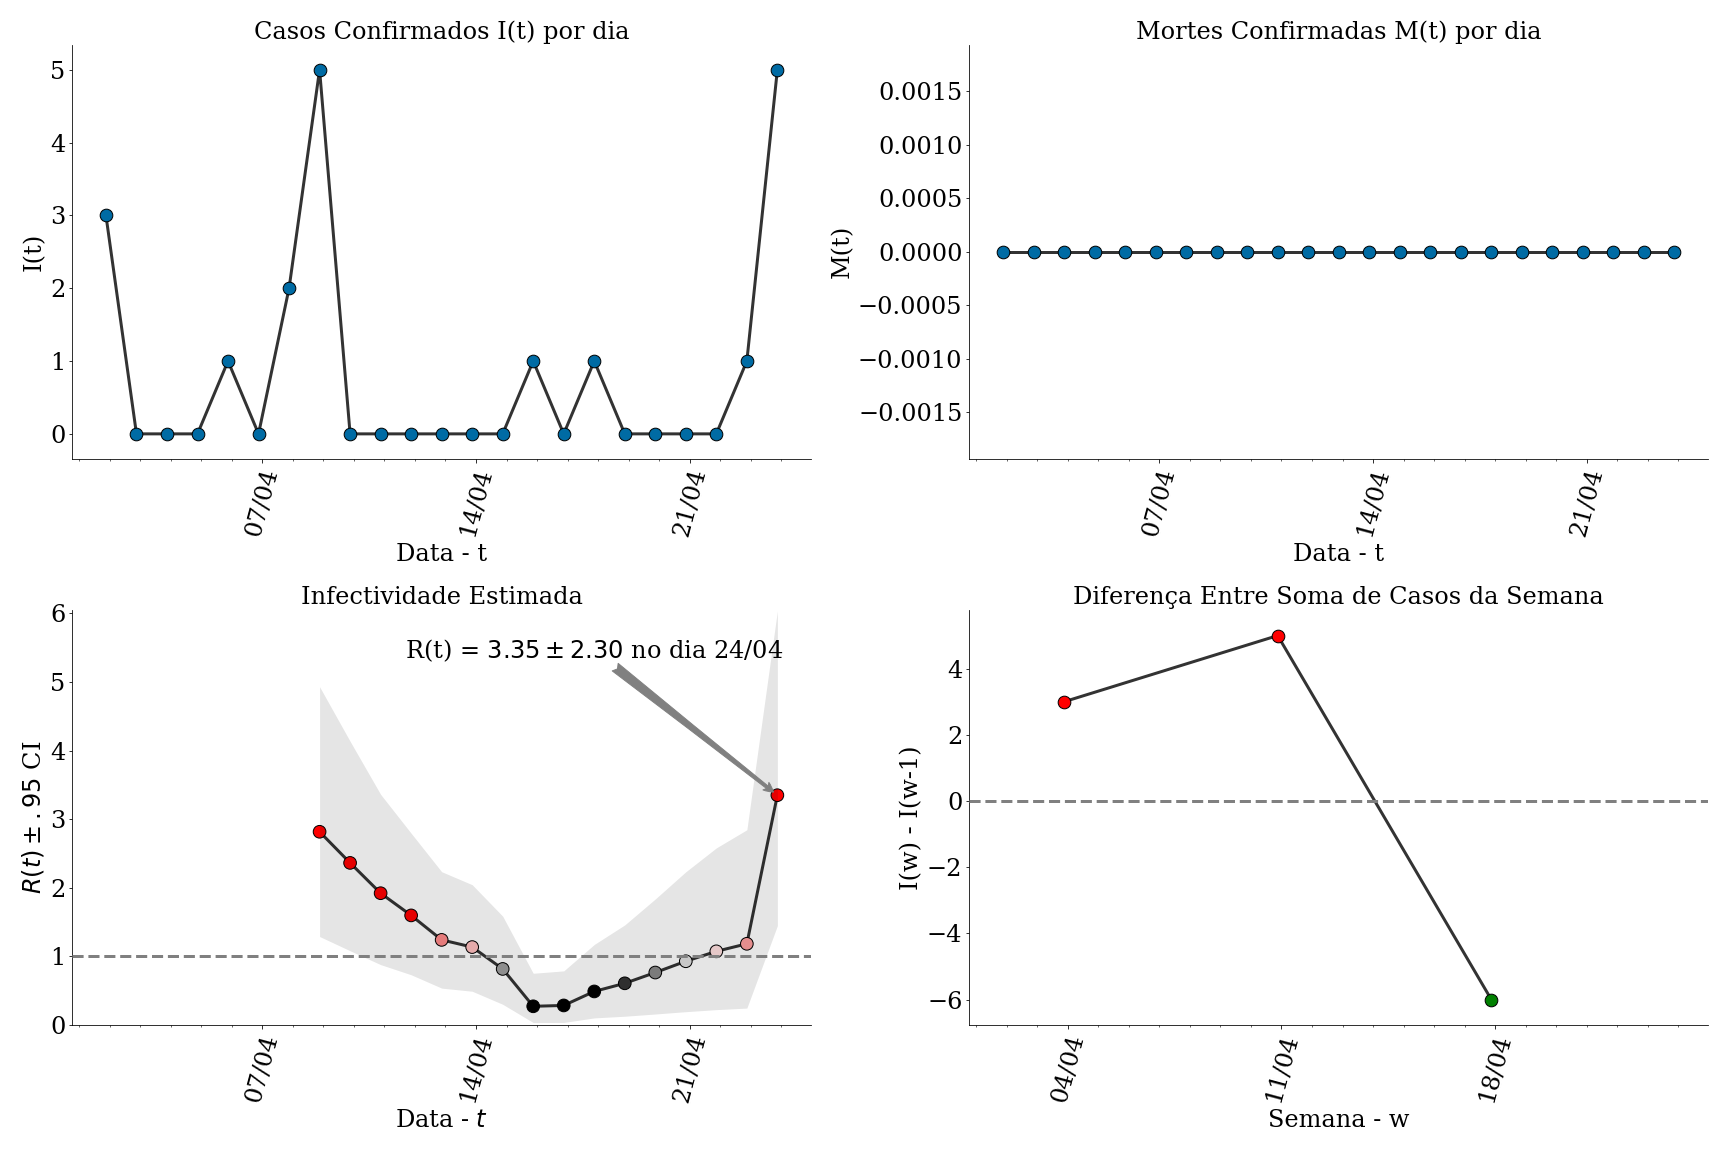 Casos Confirmados I(t) por dia
I(t)
5
4
3
2
1
0
07/04
14/04
21/04
Data - t
Mortes Confirmadas M(t) por dia
M(t)
0.0015
0.0010
0.0005
0.0000
−0.0005
−0.0010
−0.0015
07/04
14/04
21/04
Data - t
Infectividade Estimada
R(t) = 3.35 ± 2.30 no dia 24/04
R(t) ± .95 CI
6
5
4
3
2
1
0
07/04
14/04
21/04
Data - t
Diferença Entre Soma de Casos da Semana
I(w) - I(w-1)
4
2
0
−2
−4
−6
04/04
11/04
18/04
Semana - w